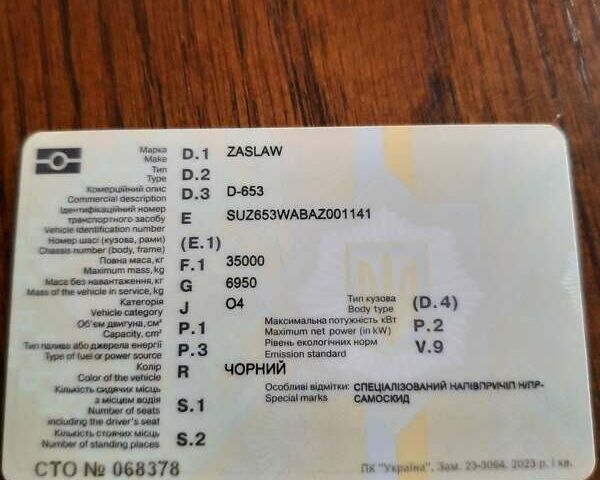 Марка D.1 ZASLAW
Make
Тип D.2
Type
Комерційний опис D.3 D-653
Commercial description
Ідентифікаційний номер
транспортного засобу E SUZ653WABAZ001141
Vehicle identification number
Номер шасі (кузова, рами) (E.1)
Chassis number (body, frame)
Повна маса, кг F.1 35000
Maximum mass, kg
Маса без навантаження, кг G 6950
Mass of the vehicle in service, kg
Категорія J O4 Тип кузова (D.4)
Vehicle category Body type
Об'єм двигуна, см³ P.1 Максимальна потужність кВт P.2
Capacity, cm³ Maximum net power (in kW)
Тип палива або джерела енергії P.3 Рівень екологічних норм V.9
Type of fuel or power source Emission standard
Колір R ЧОРНИЙ
Color of the vehicle
Кількість сидячих місць Особливі відмітки: СПЕЦІАЛІЗОВАНИЙ НАПІВПРИЧІП Н/ПР-
з місцем водія S.1 Special marks САМОСКИД
Number of seats
including the driver's seat
Кількість стоячих місць S.2
Number of standing places
СТО № 068378 ПК "Україна", Зам. 23-3064, 2023 р. І кв.